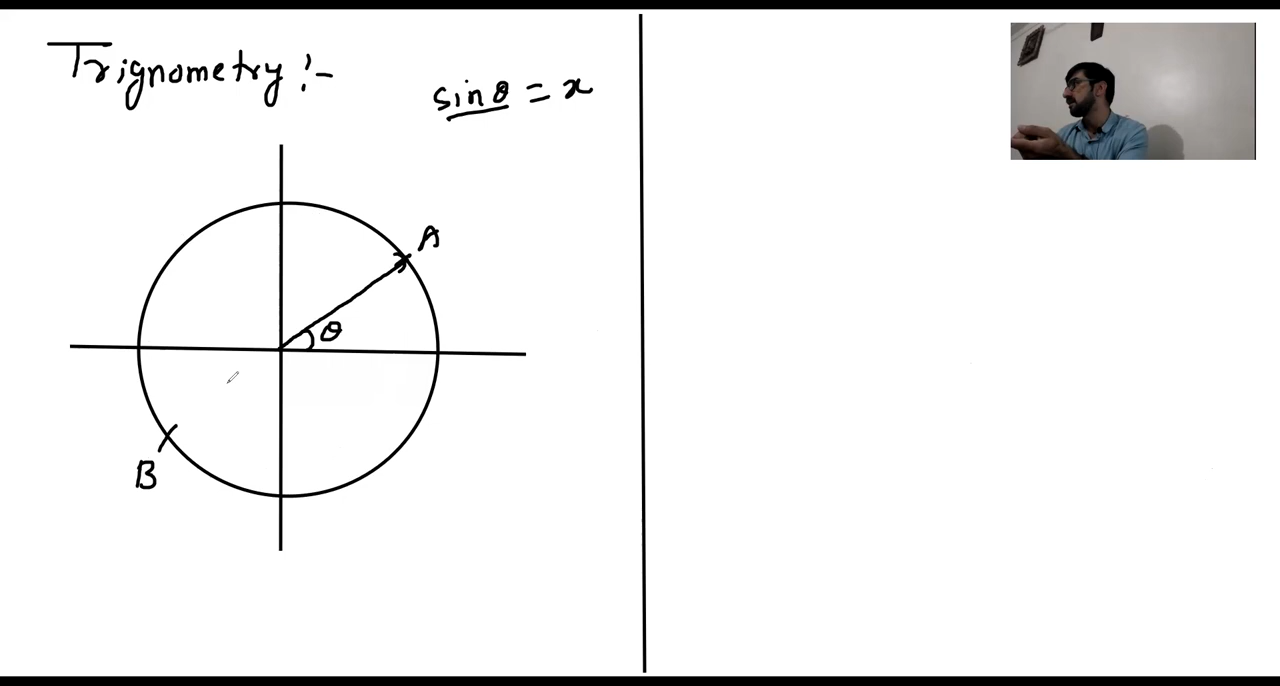 Trignometry :-
sinθ = x
A
θ
B